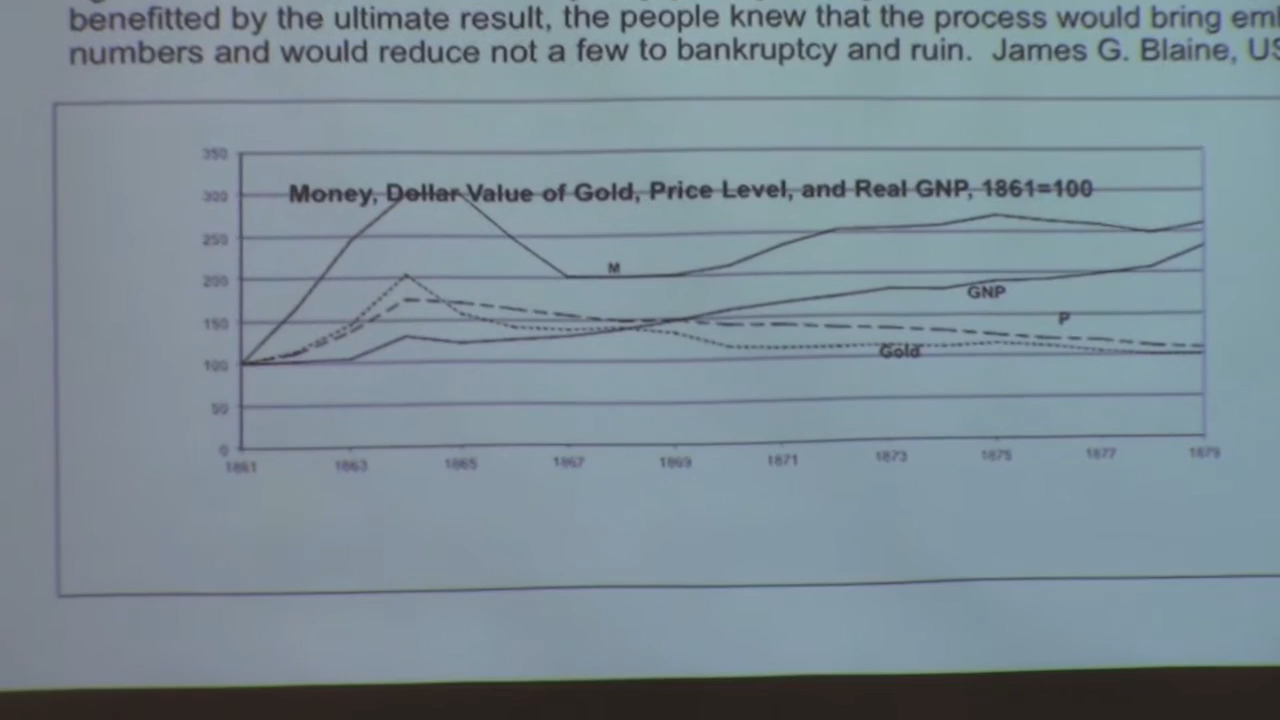 benefitted by the ultimate result, the people knew that the process would bring
numbers and would reduce not a few to bankruptcy and ruin. James G. Blaine, US
Money, Dollar Value of Gold, Price Level, and Real GNP, 1861=100
350
300
250
200
150
100
50
0
M
GNP
P
Gold
1861 1863 1865 1867 1869 1871 1873 1875 1877 1879